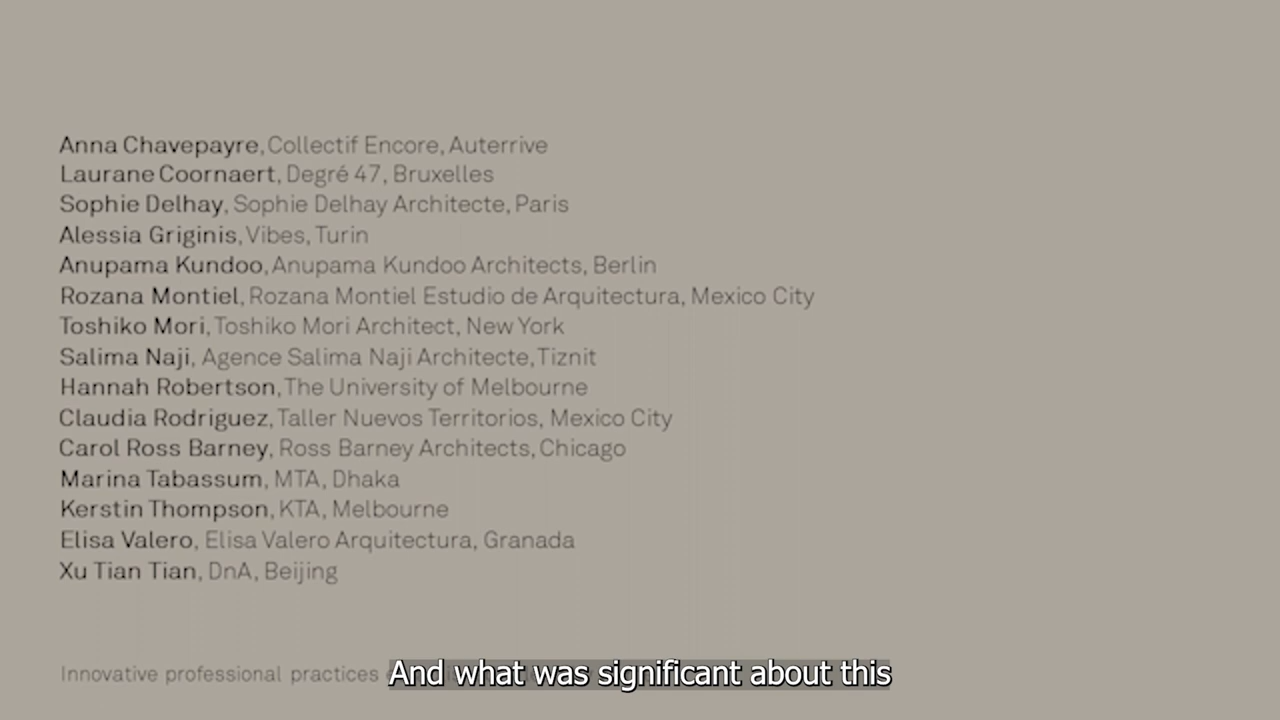 Anna Chavepayre, Collectif Encore, Auterrive
Laurane Coornaert, Degré 47, Bruxelles
Sophie Delhay, Sophie Delhay Architecte, Paris
Alessia Griginis, Vibes, Turin
Anupama Kundoo, Anupama Kundoo Architects, Berlin
Rozana Montiel, Rozana Montiel Estudio de Arquitectura, Mexico City
Toshiko Mori, Toshiko Mori Architect, New York
Salima Naji, Agence Salima Naji Architecte, Tiznit
Hannah Robertson, The University of Melbourne
Claudia Rodriguez, Taller Nuevos Territorios, Mexico City
Carol Ross Barney, Ross Barney Architects, Chicago
Marina Tabassum, MTA, Dhaka
Kerstin Thompson, KTA, Melbourne
Elisa Valero, Elisa Valero Arquitectura, Granada
Xu Tian Tian, DnA, Beijing
Innovative professional practices
And what was significant about this